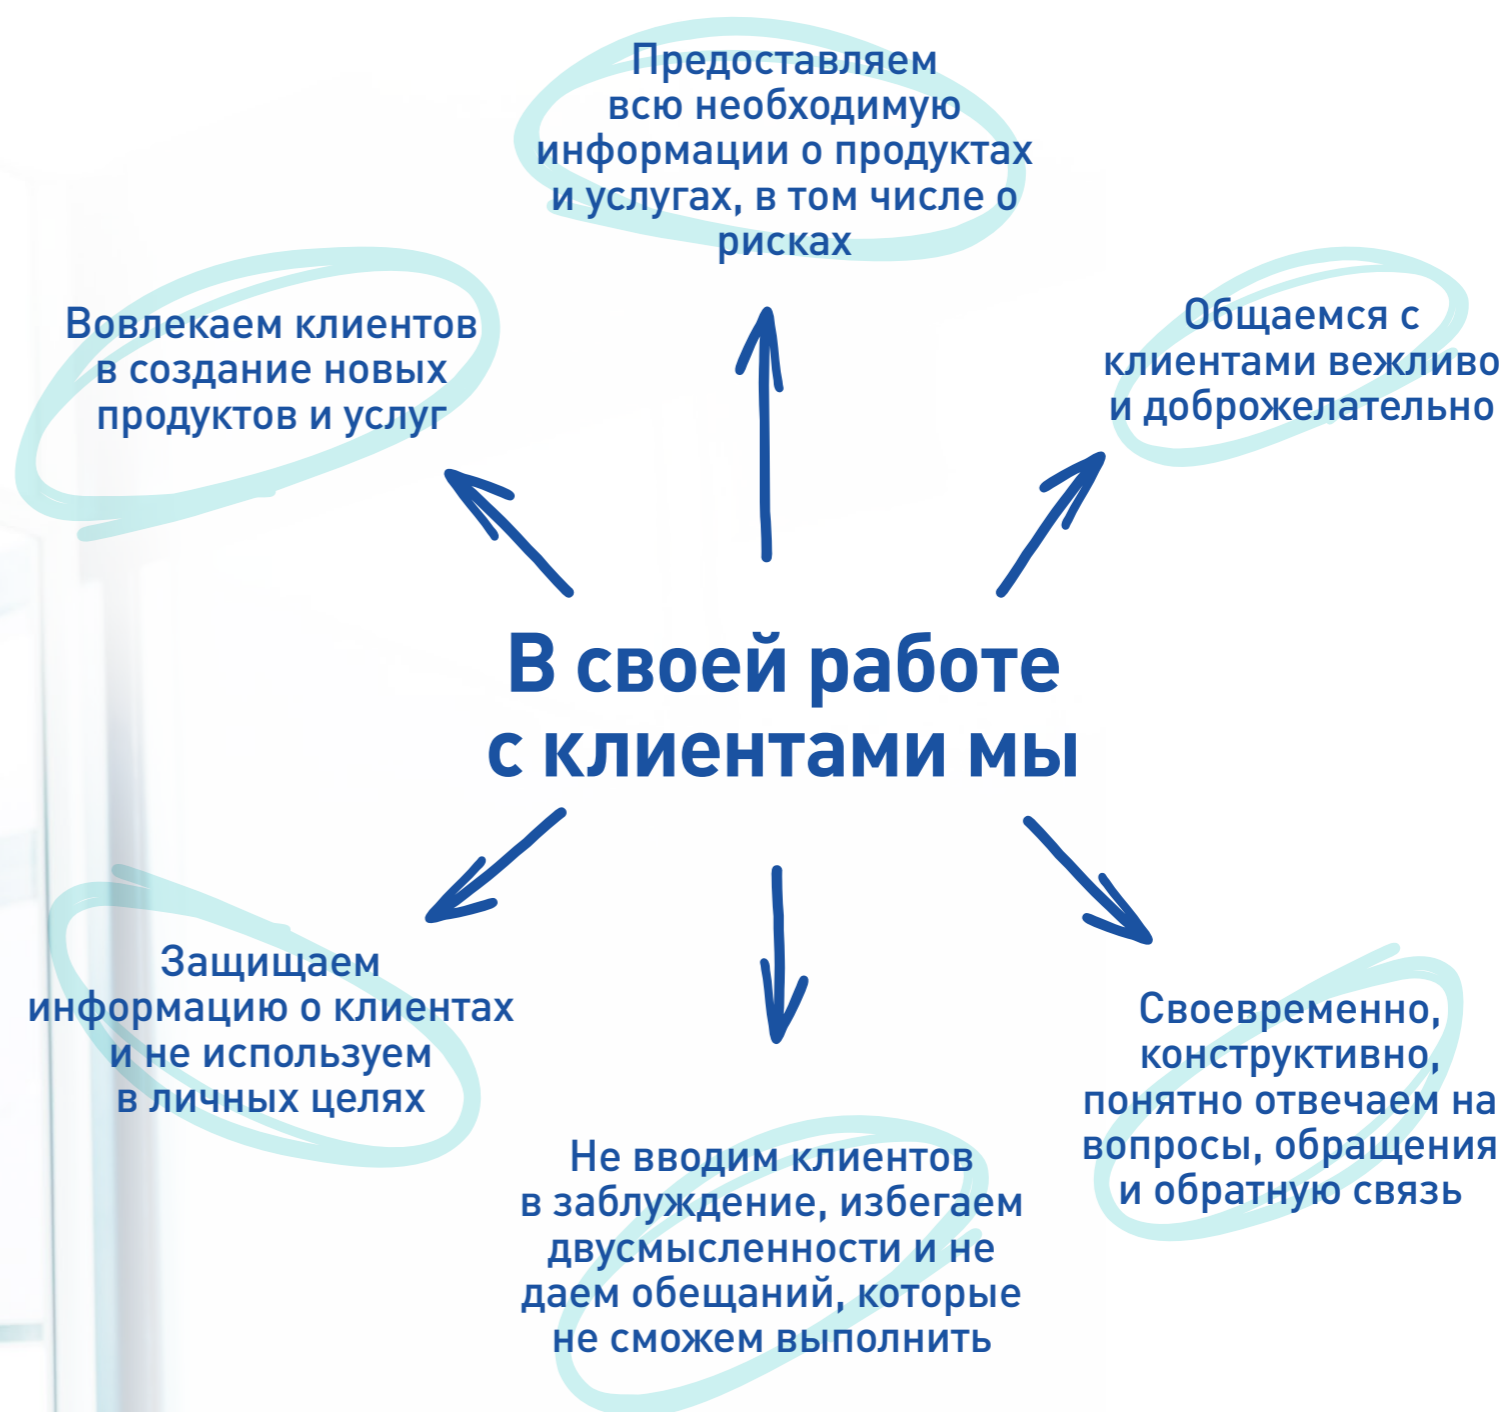 Предоставляем
всю необходимую
информации о продуктах
и услугах, в том числе о
рисках
Вовлекаем клиентов
в создание новых
продуктов и услуг
Общаемся с
клиентами вежливо
и доброжелательно
В своей работе
с клиентами мы
Защищаем
информацию о клиентах
и не используем
в личных целях
Не вводим клиентов
в заблуждение, избегаем
двусмысленности и не
даем обещаний, которые
не сможем выполнить
Своевременно,
конструктивно,
понятно отвечаем на
вопросы, обращения
и обратную связь